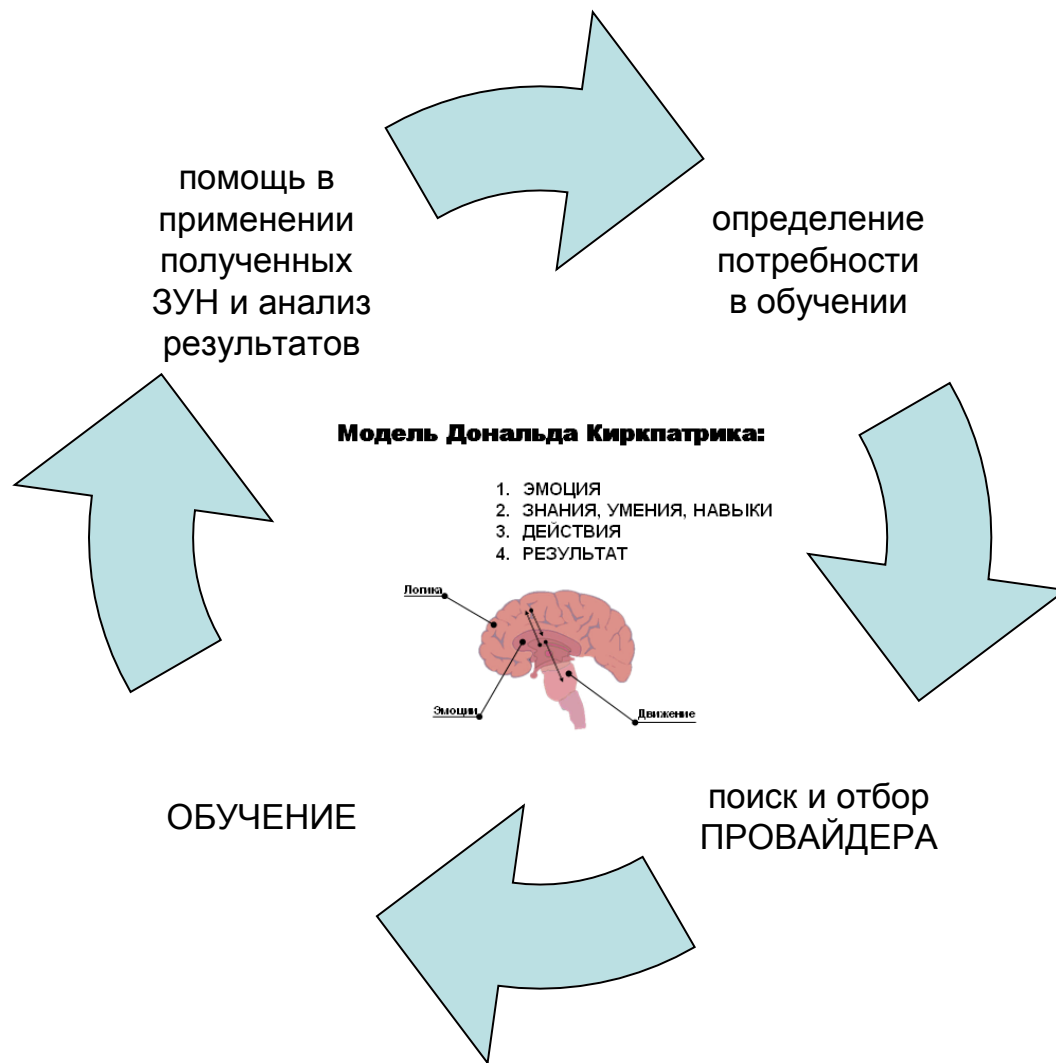 помощь в
применении
полученных
ЗУН и анализ
результатов
определение
потребности
в обучении
Модель Дональда Киркпатрика:
1. ЭМОЦИЯ
2. ЗНАНИЯ, УМЕНИЯ, НАВЫКИ
3. ДЕЙСТВИЯ
4. РЕЗУЛЬТАТ
Логика
Эмоции
Движение
ОБУЧЕНИЕ
поиск и отбор
ПРОВАЙДЕРА